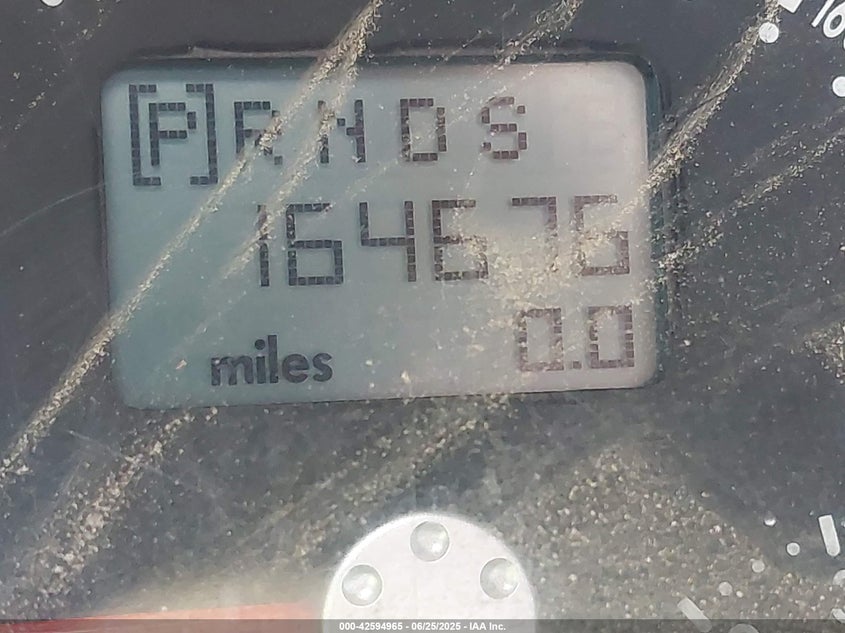 [P] R N D S
164676
miles 0.0
000-42594965 - 06/25/2025 - IAA Inc.